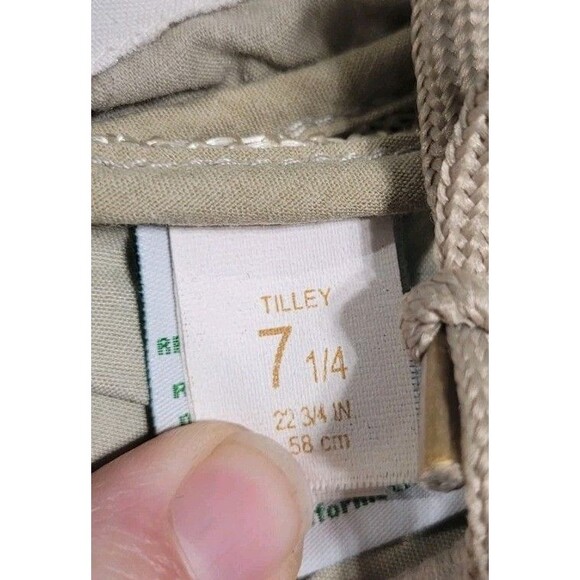 TILLEY
7 1/4
22 3/4 IN
58 cm